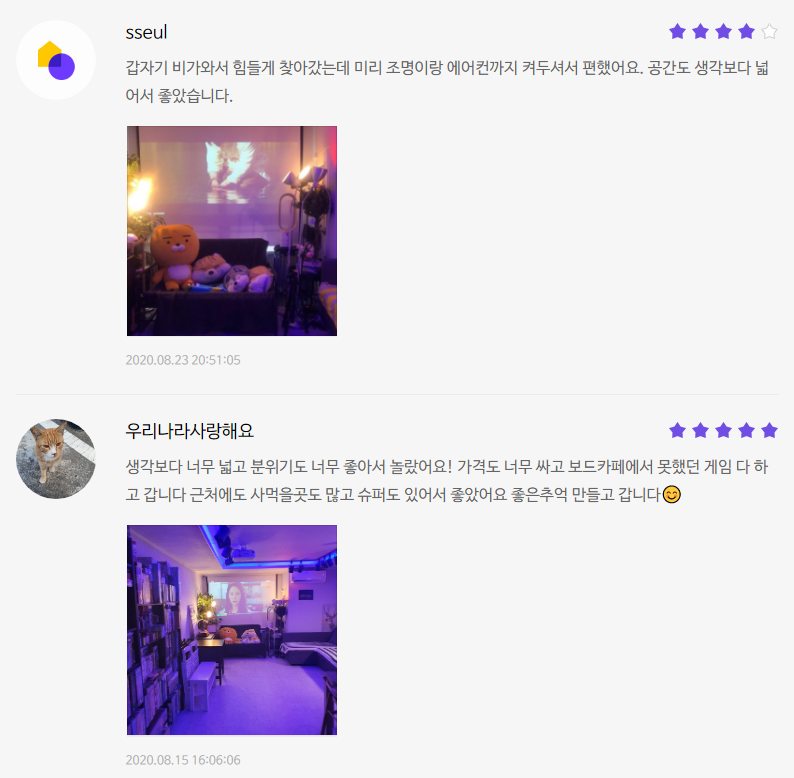 sseul
갑자기 비가와서 힘들게 찾아갔는데 미리 조명이랑 에어컨까지 켜두셔서 편했어요. 공간도 생각보다 넓
어서 좋았습니다.
2020.08.23 20:51:05
우리나라사랑해요
생각보다 너무 넓고 분위기도 너무 좋아서 놀랐어요! 가격도 너무 싸고 보드카페에서 못했던 게임 다 하
고 갑니다 근처에도 사먹을곳도 많고 슈퍼도 있어서 좋았어요 좋은추억 만들고 갑니다😊
2020.08.15 16:06:06